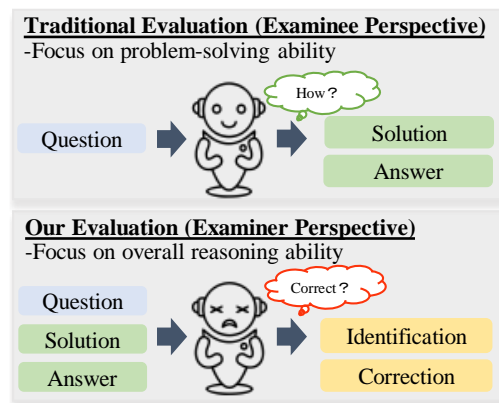 Traditional Evaluation (Examinee Perspective)
-Focus on problem-solving ability
How？
Question
Solution
Answer
Our Evaluation (Examiner Perspective)
-Focus on overall reasoning ability
Correct？
Question
Solution
Answer
Identification
Correction